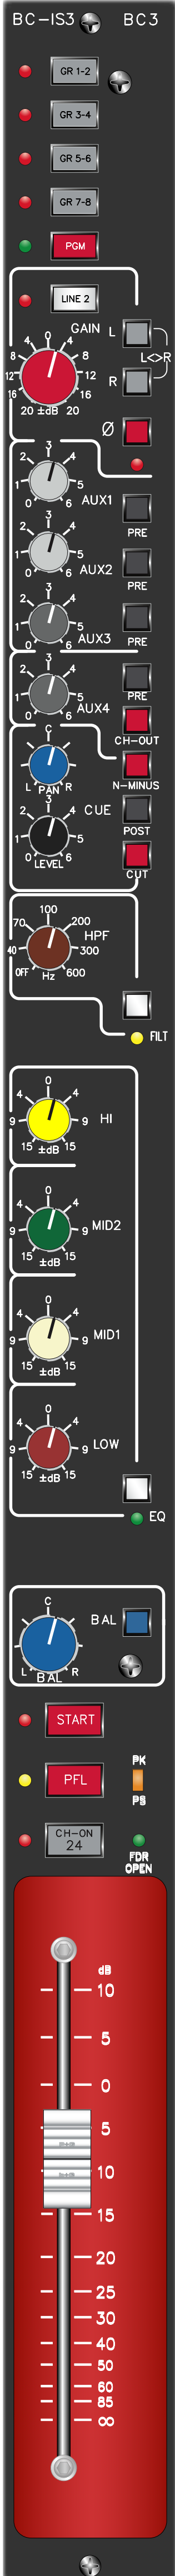 BC-IS3 BC3
GR 1-2
GR 3-4
GR 5-6
GR 7-8
PGM
LINE 2
GAIN L
0
4 4
8 8
12 12
16 16
20 ±dB 20
L<>R
R
Ø
3
2 4
1 5
0 6
AUX1
PRE
3
2 4
1 5
0 6
AUX2
PRE
3
2 4
1 5
0 6
AUX3
PRE
3
2 4
1 5
0 6
AUX4
PRE
CH-OUT
C
L PAN R
N-MINUS
3
2 4
1 5
0 6
LEVEL
CUE
POST
CUT
100
70 200
HPF
40 300
OFF Hz 600
FILT
0
4 4
9 9
15 ±dB 15
HI
0
4 4
9 9
15 ±dB 15
MID2
0
4 4
9 9
15 ±dB 15
MID1
0
4 4
9 9
15 ±dB 15
LOW
EQ
C
L BAL R
BAL
START
PFL
PK
PS
CH-ON
24
FDR
OPEN
dB
10
5
0
5
10
15
20
25
30
40
50
60
85
∞